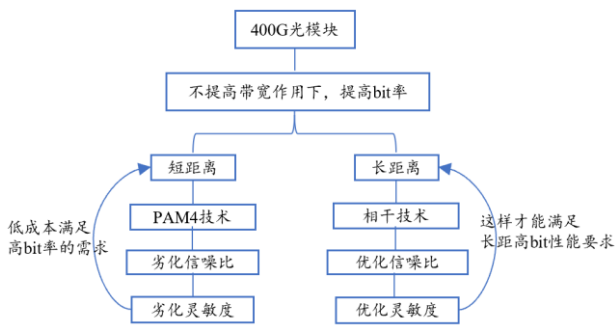 400G光模块
不提高带宽作用下，提高bit率
短距离
长距离
PAM4技术
相干技术
低成本满足
高bit率的需求
这样才能满足
长距高bit性能要求
劣化信噪比
优化信噪比
劣化灵敏度
优化灵敏度